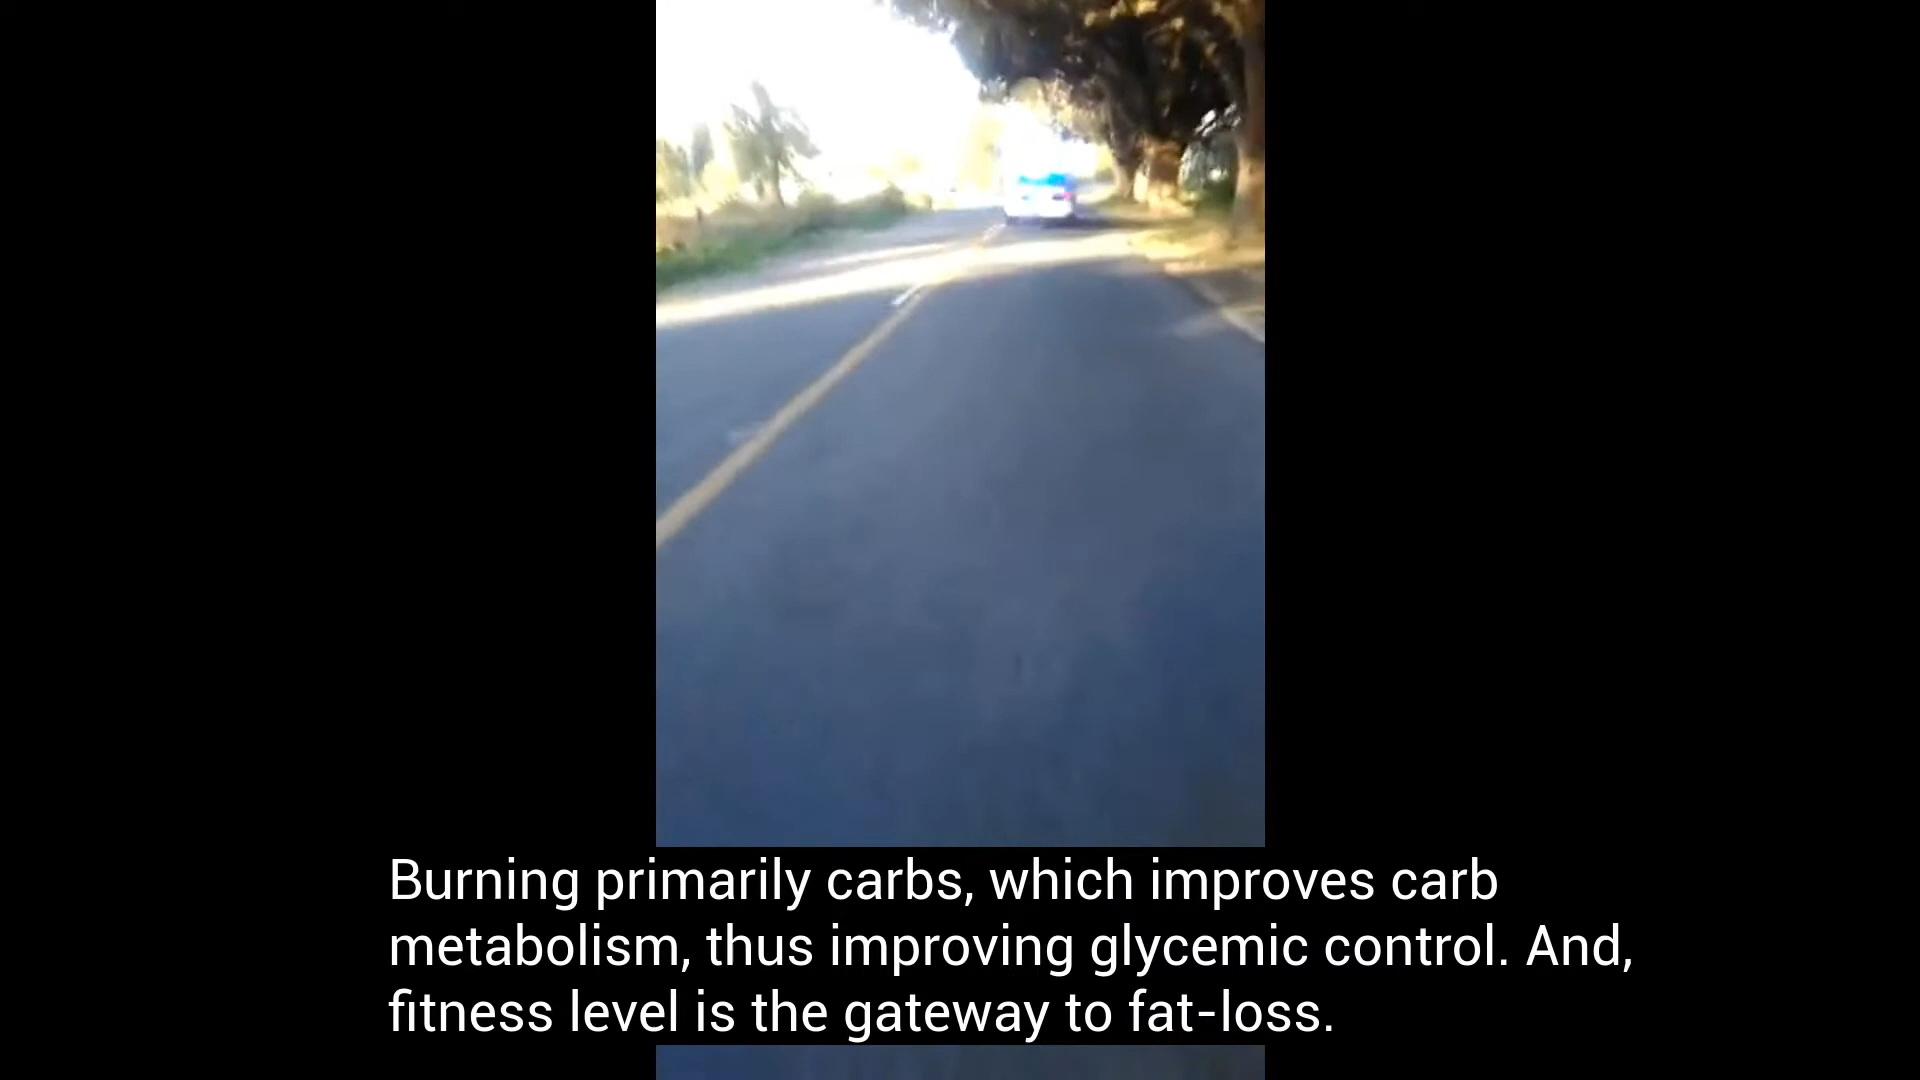 Burning primarily carbs, which improves carb
metabolism, thus improving glycemic control. And,
fitness level is the gateway to fat-loss.